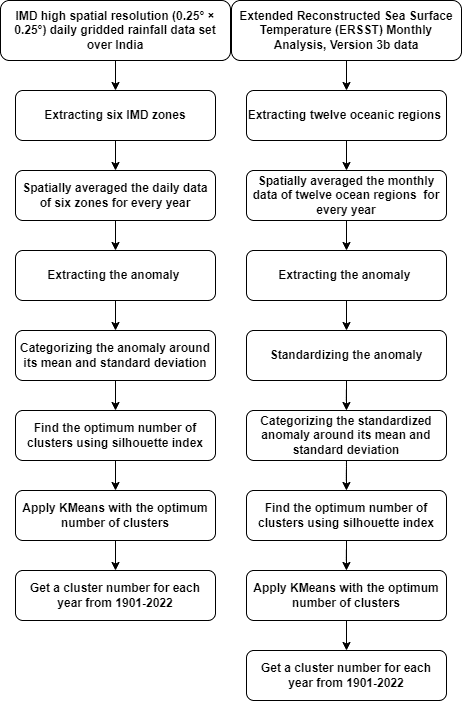 IMD high spatial resolution (0.25° ×
0.25°) daily gridded rainfall data set
over India
Extracting six IMD zones
Spatially averaged the daily data
of six zones for every year
Extracting the anomaly
Categorizing the anomaly around
its mean and standard deviation
Find the optimum number of
clusters using silhouette index
Apply KMeans with the optimum
number of clusters
Get a cluster number for each
year from 1901-2022
Extended Reconstructed Sea Surface
Temperature (ERSST) Monthly
Analysis, Version 3b data
Extracting twelve oceanic regions
Spatially averaged the monthly
data of twelve ocean regions for
every year
Extracting the anomaly
Standardizing the anomaly
Categorizing the standardized
anomaly around its mean and
standard deviation
Find the optimum number of
clusters using silhouette index
Apply KMeans with the optimum
number of clusters
Get a cluster number for each
year from 1901-2022